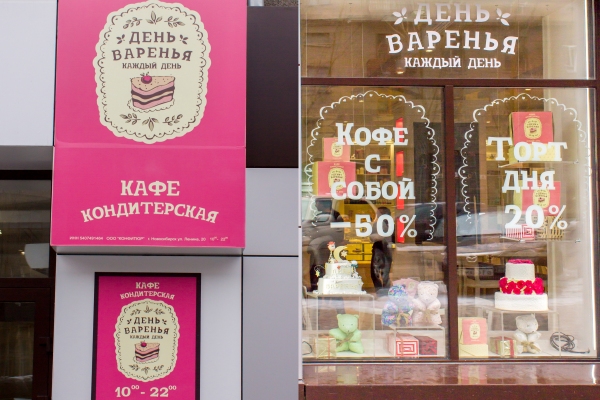 ДЕНЬ
ВАРЕНЬЯ
КАЖДЫЙ ДЕНЬ
КАФЕ
КОНДИТЕРСКАЯ
КАФЕ
КОНДИТЕРСКАЯ
ДЕНЬ
ВАРЕНЬЯ
КАЖДЫЙ ДЕНЬ
10⁰⁰ - 22⁰⁰
ДЕНЬ
ВАРЕНЬЯ
КАЖДЫЙ ДЕНЬ
КОФЕ
С
СОБОЙ
-50%
ТОРТ
ДНЯ
20%